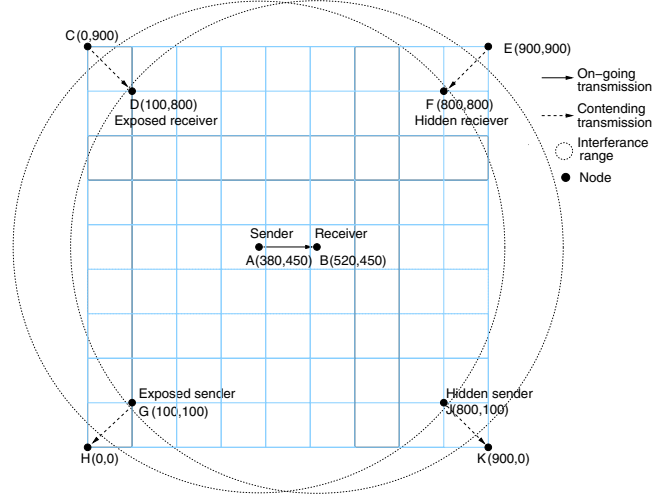 C (0,900)
E (900,900)
On-going
transmission
D (100,800)
Exposed receiver
F (800,800)
Hidden reciever
Contending
transmission
Interferance
range
Node
Sender
Receiver
A(380,450)
B(520,450)
Exposed sender
G (100,100)
Hidden sender
J(800,100)
H(0,0)
K(900,0)